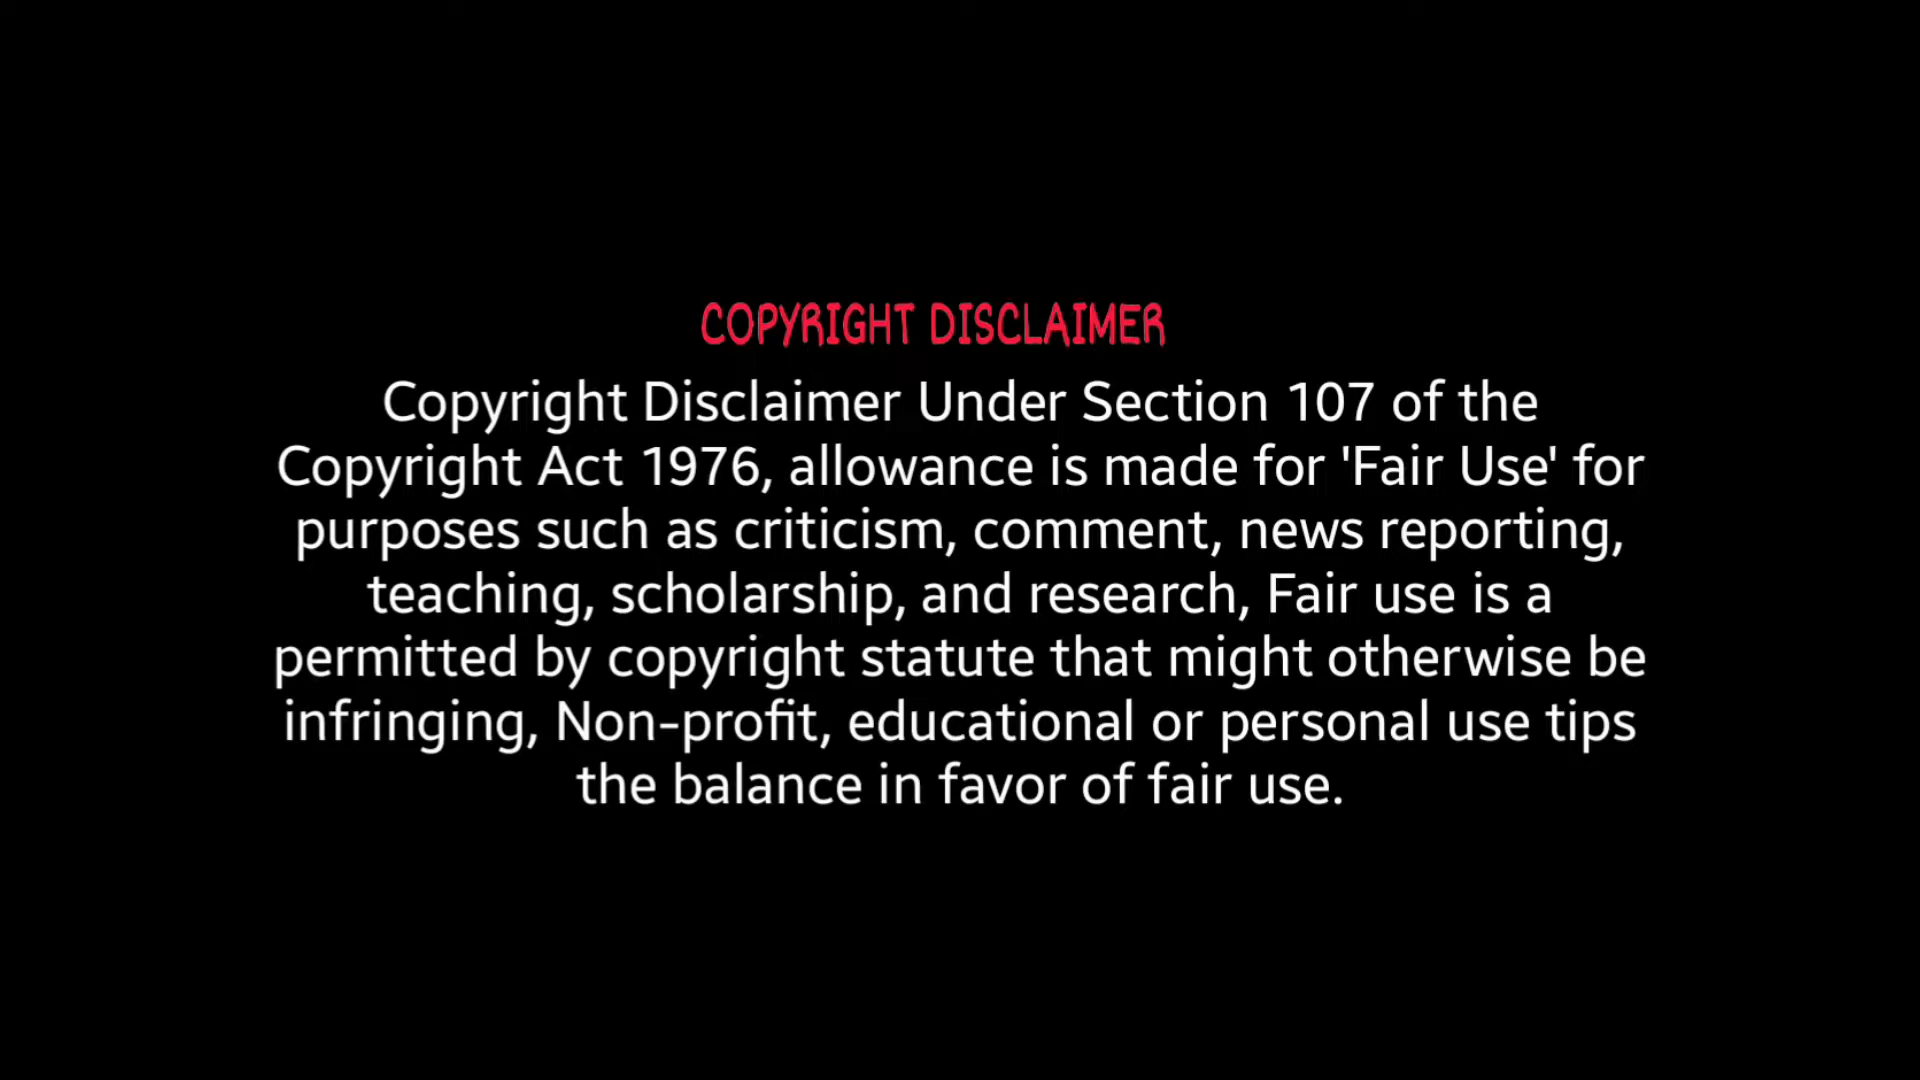 COPYRIGHT DISCLAIMER
Copyright Disclaimer Under Section 107 of the
Copyright Act 1976, allowance is made for 'Fair Use' for
purposes such as criticism, comment, news reporting,
teaching, scholarship, and research, Fair use is a
permitted by copyright statute that might otherwise be
infringing, Non-profit, educational or personal use tips
the balance in favor of fair use.